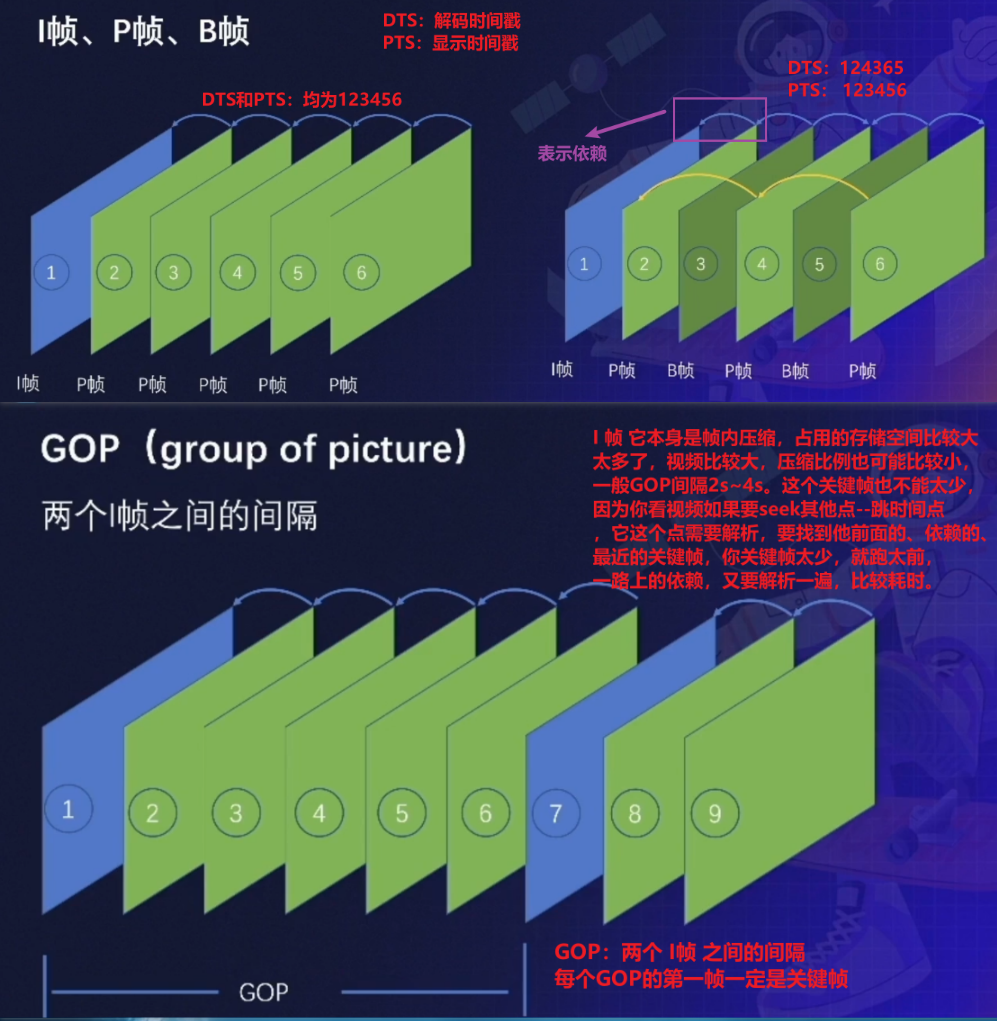 I帧、P帧、B帧
DTS：解码时间戳
PTS：显示时间戳
DTS和PTS：均为123456
DTS：124365
PTS： 123456
表示依赖
1 2 3 4 5 6
I帧 P帧 P帧 P帧 P帧 P帧
1 2 3 4 5 6
I帧 P帧 B帧 P帧 B帧 P帧
GOP（group of picture）
两个I帧之间的间隔
I 帧 它本身是帧内压缩，占用的存储空间比较大
太多了，视频比较大，压缩比例也可能比较小，
一般GOP间隔2s~4s。这个关键帧也不能太少，
因为你看视频如果要seek其他点--跳时间点
，它这个点需要解析，要找到他前面的、依赖的、
最近的关键帧，你关键帧太少，就跑太前，
一路上的依赖，又要解析一遍，比较耗时。
1 2 3 4 5 6 7 8 9
GOP
GOP：两个 I帧 之间的间隔
每个GOP的第一帧一定是关键帧